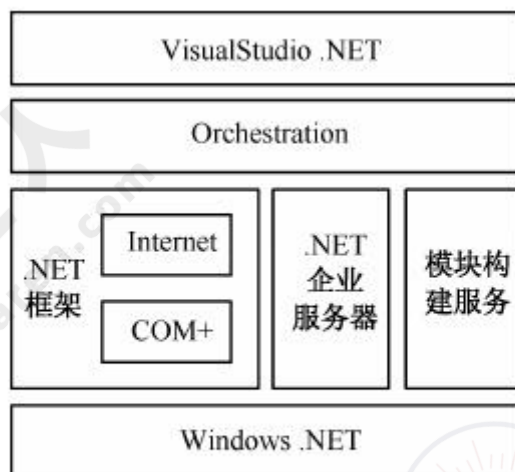 VisualStudio .NET
Orchestration
.NET
框架
Internet
COM+
.NET
企业
服务器
模块构
建服务
Windows .NET